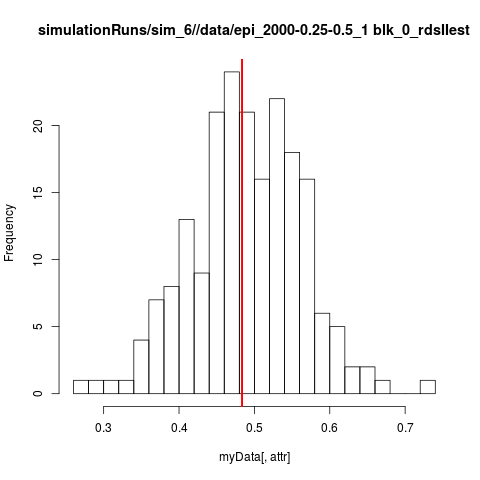 simulationRuns/sim_6//data/epi_2000-0.25-0.5_1 blk_0_rdsIlest
Frequency
20
15
10
5
0
0.3 0.4 0.5 0.6 0.7
myData[, attr]